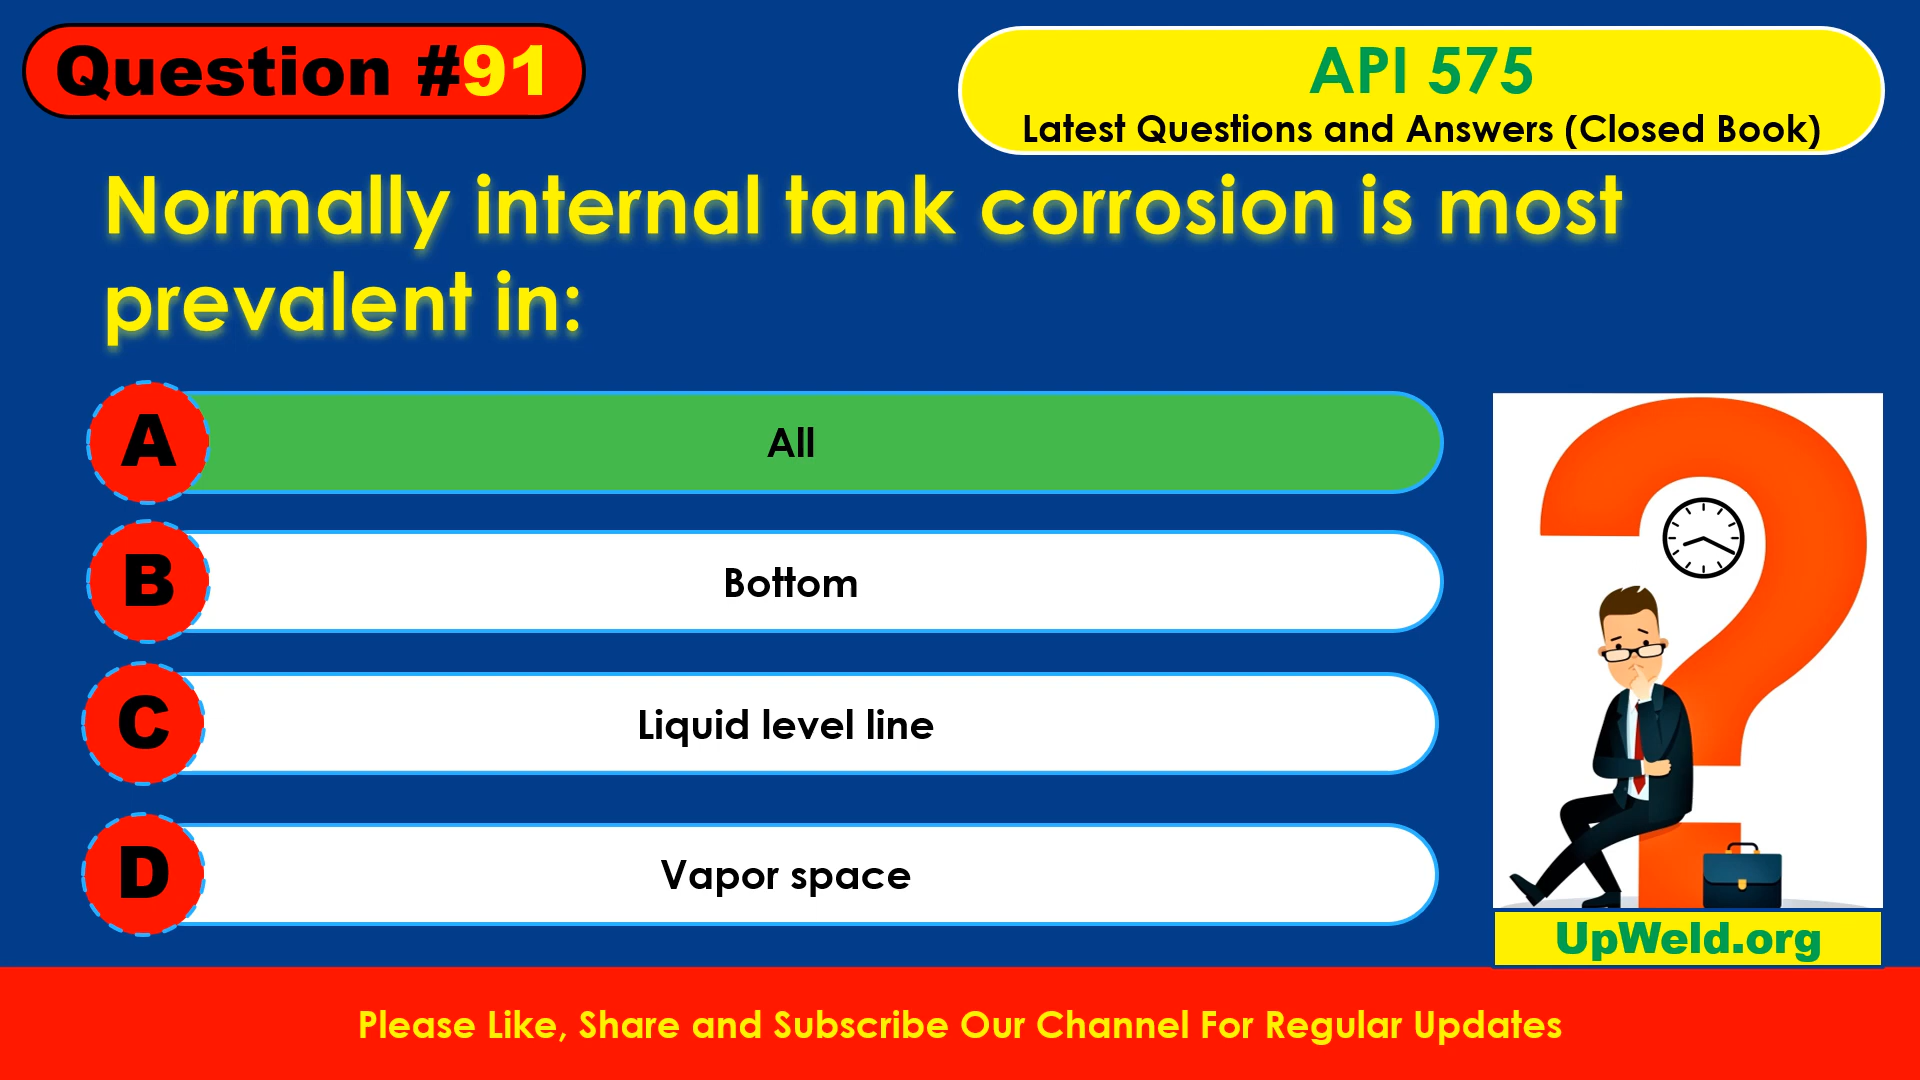 Question #91
API 575
Latest Questions and Answers (Closed Book)
Normally internal tank corrosion is most
prevalent in:
A
All
B
Bottom
C
Liquid level line
D
Vapor space
UpWeld.org
Please Like, Share and Subscribe Our Channel For Regular Updates